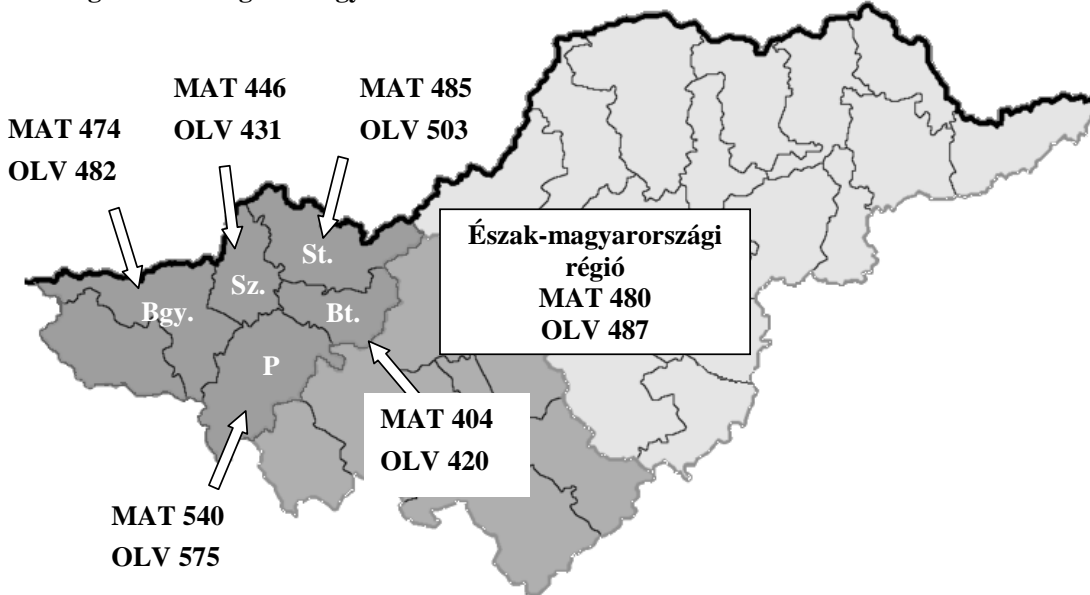 MAT 446
OLV 431
MAT 485
OLV 503
MAT 474
OLV 482
Észak-magyarországi
régió
MAT 480
OLV 487
St.
Sz.
Bgy.
Bt.
P
MAT 404
OLV 420
MAT 540
OLV 575